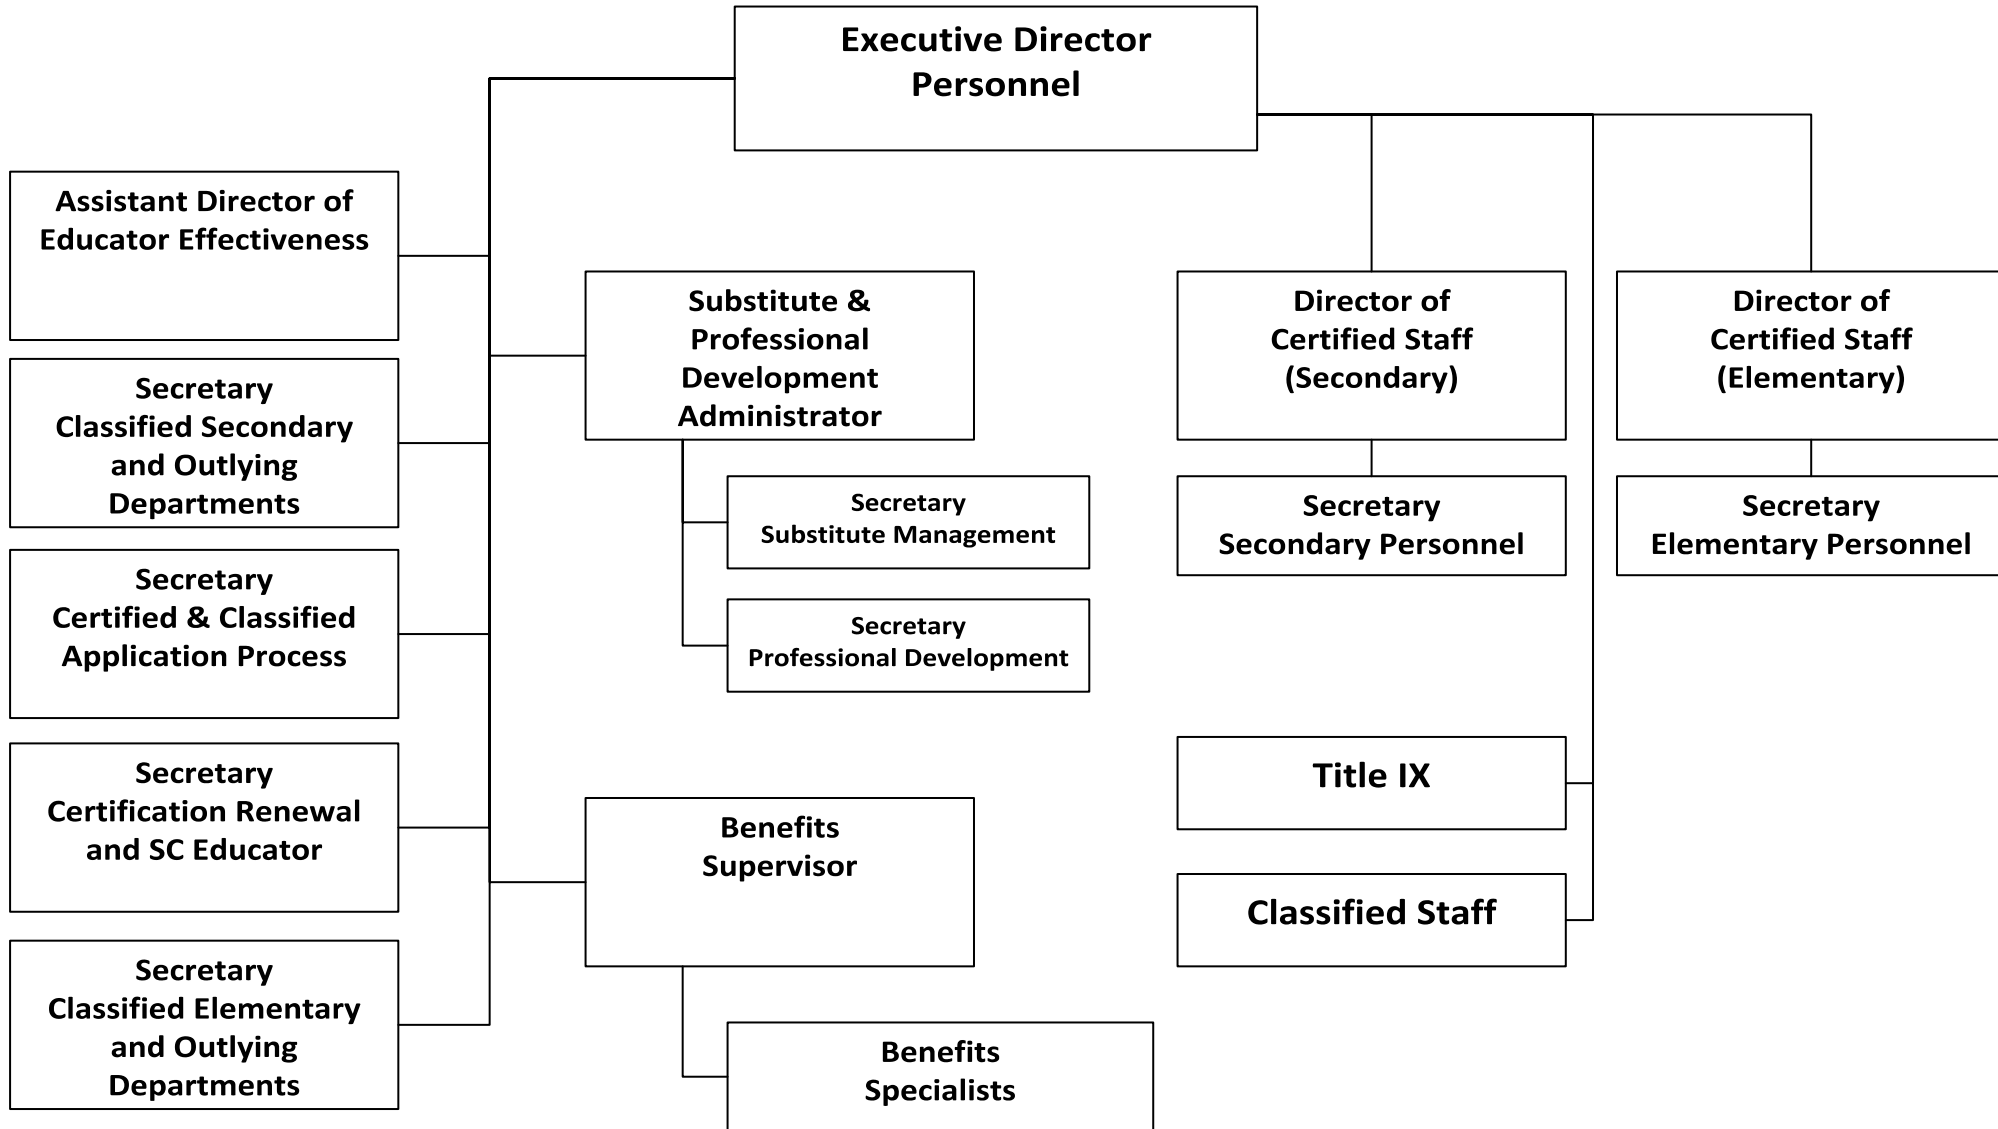 Executive Director
Personnel
Assistant Director of
Educator Effectiveness
Secretary
Classified Secondary
and Outlying
Departments
Secretary
Certified & Classified
Application Process
Secretary
Certification Renewal
and SC Educator
Secretary
Classified Elementary
and Outlying
Departments
Substitute &
Professional
Development
Administrator
Secretary
Substitute Management
Secretary
Professional Development
Benefits
Supervisor
Benefits
Specialists
Director of
Certified Staff
(Secondary)
Secretary
Secondary Personnel
Director of
Certified Staff
(Elementary)
Secretary
Elementary Personnel
Title IX
Classified Staff